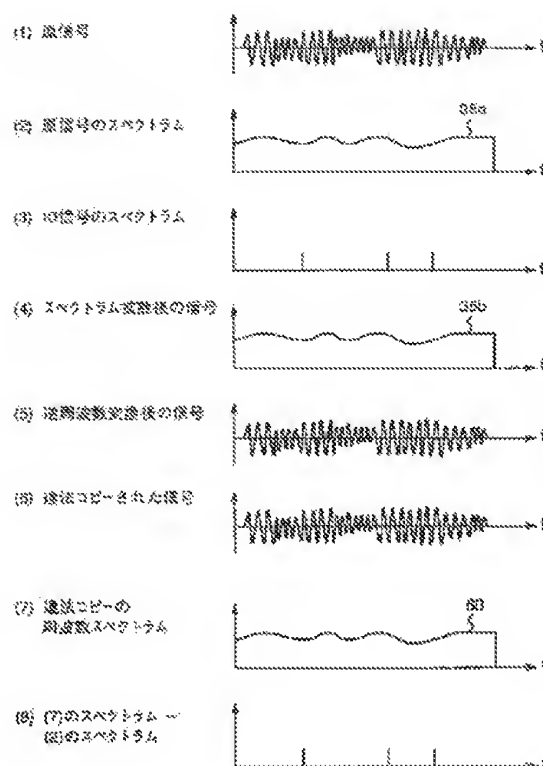 (1) 原信号
t
(2) 原信号のスペクトラム
35a
f
(3) ID信号のスペクトラム
f
(4) スペクトラム拡散後の信号
35b
f
(5) 逆周波数変換後の信号
t
(6) 違法コピーされた信号
t
(7) 違法コピーの
周波数スペクトラム
60
f
(8) (7)のスペクトラム －
(2)のスペクトラム
f